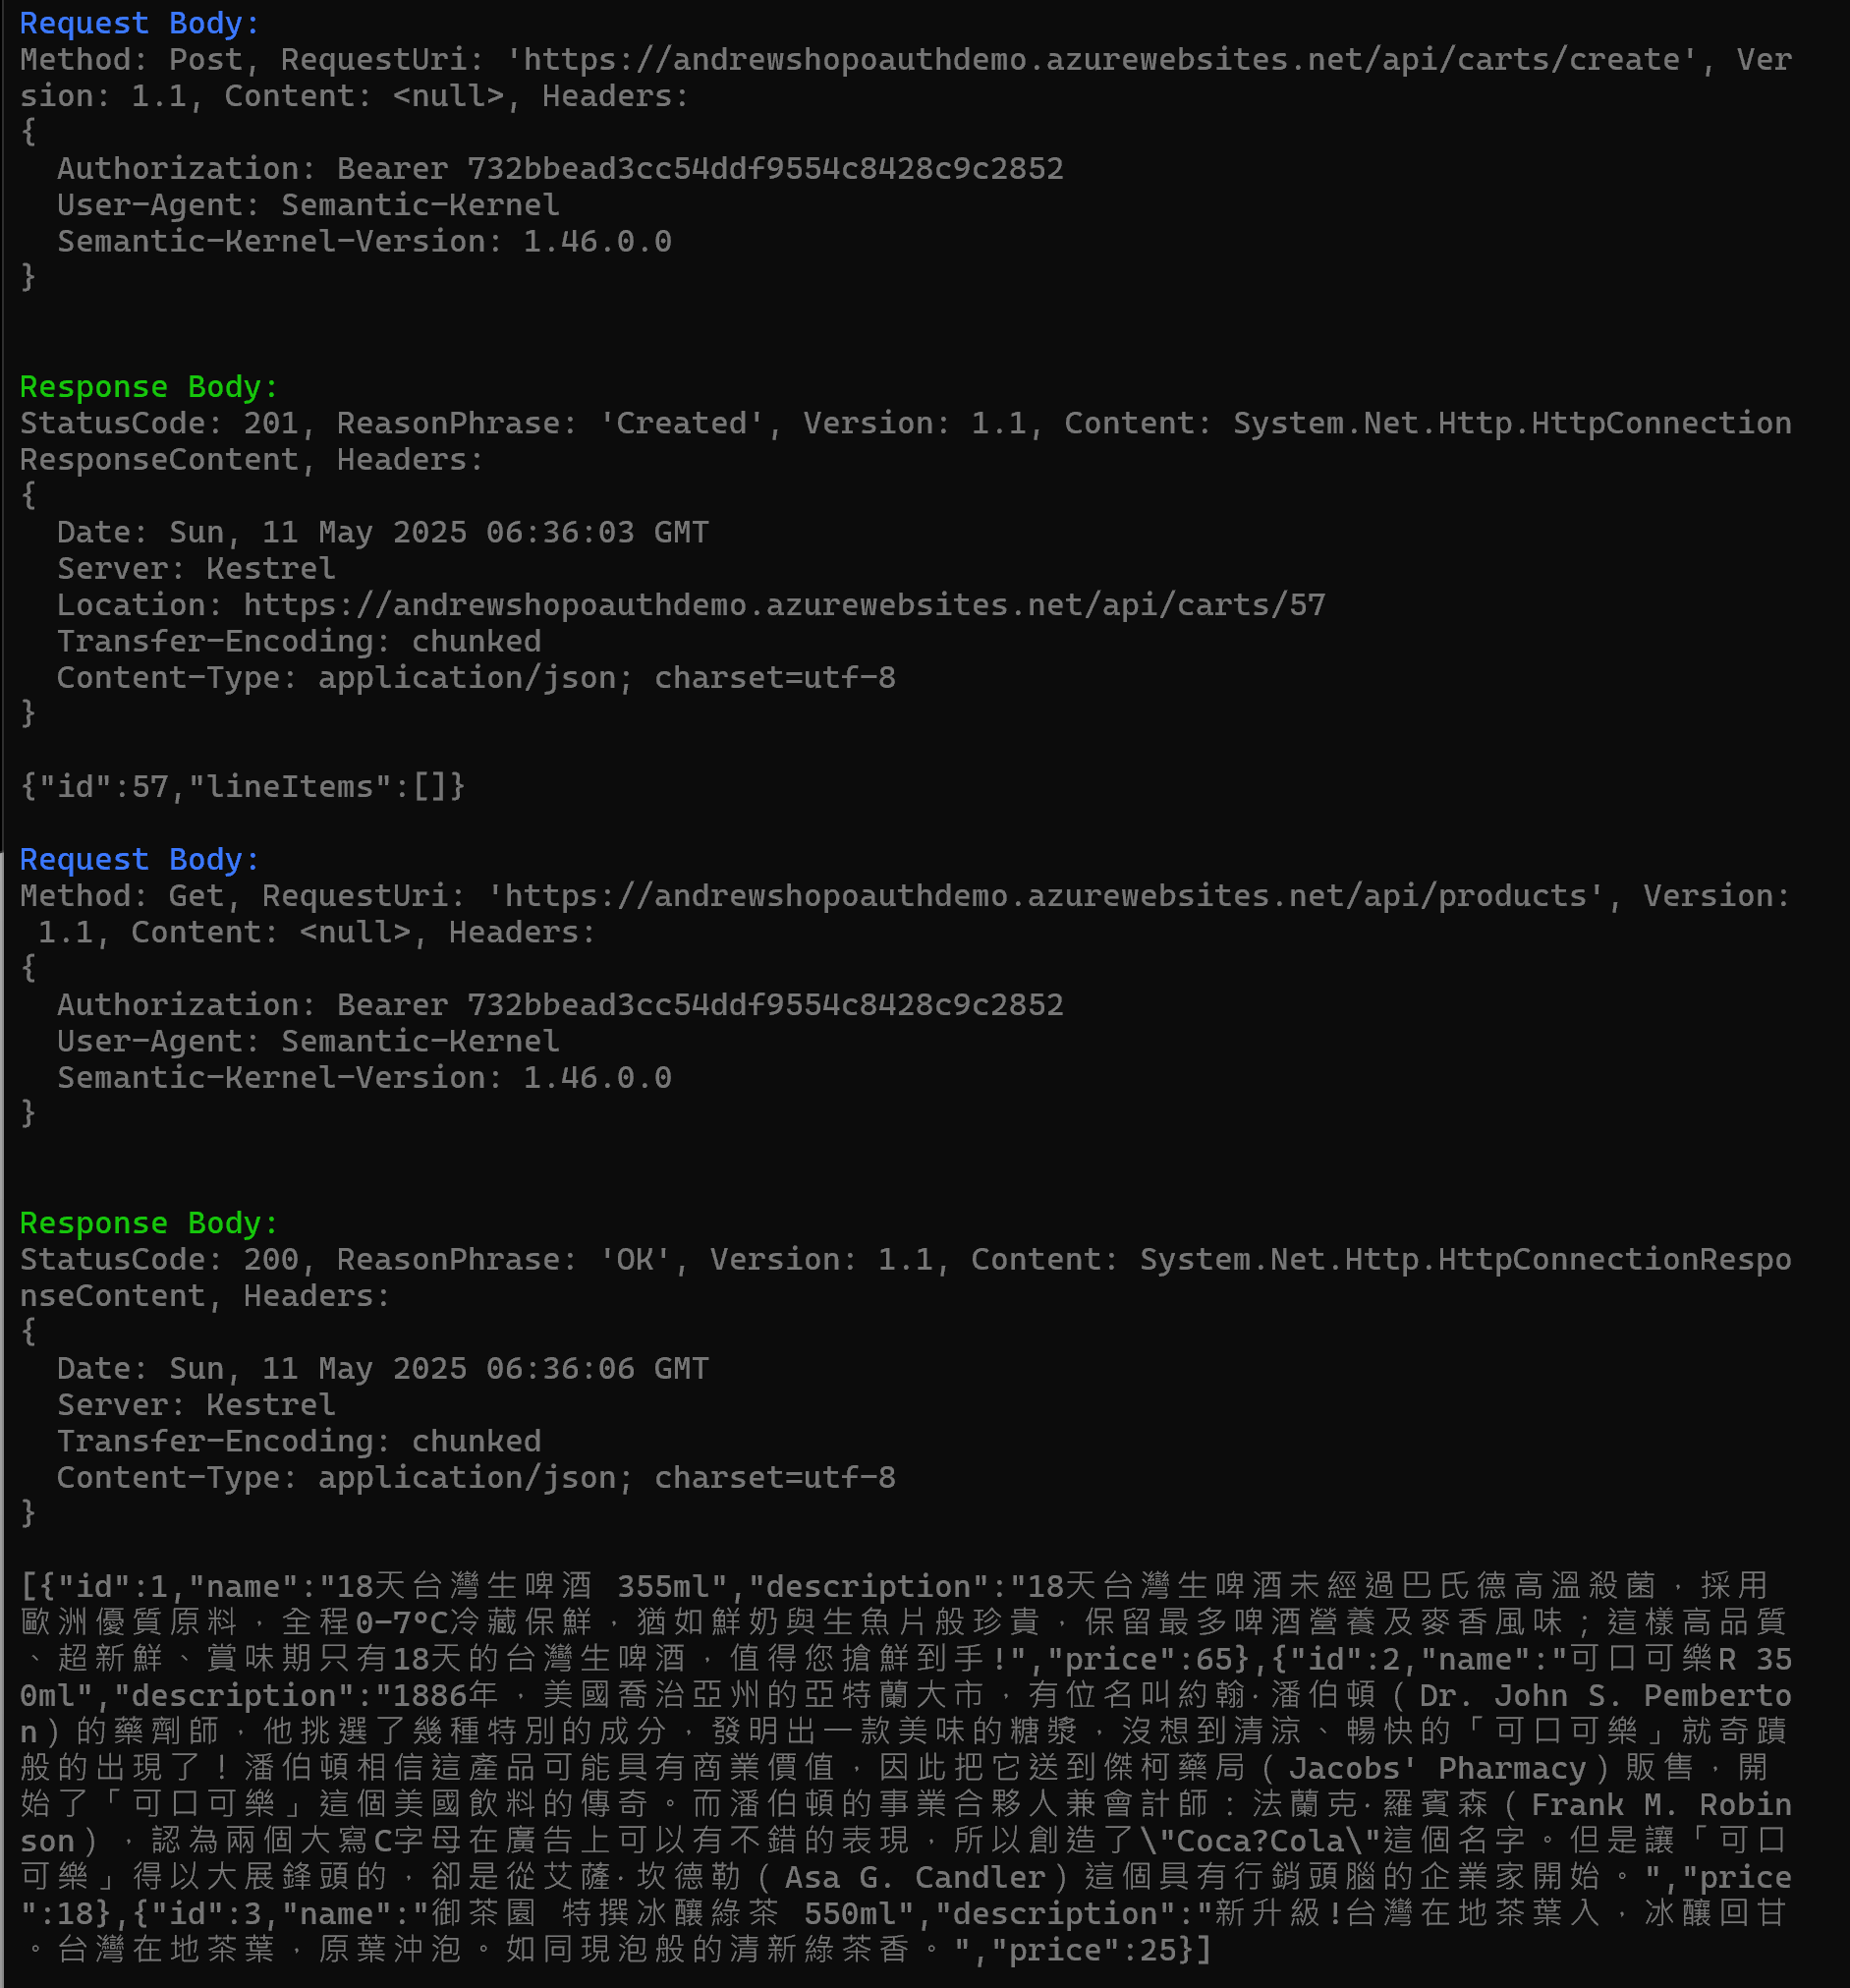 Request Body:
Method: Post, RequestUri: 'https://andrewshopoauthdemo.azurewebsites.net/api/carts/create', Ver
sion: 1.1, Content: <null>, Headers:
{
  Authorization: Bearer 732bbead3cc54ddf9554c8428c9c2852
  User-Agent: Semantic-Kernel
  Semantic-Kernel-Version: 1.46.0.0
}
Response Body:
StatusCode: 201, ReasonPhrase: 'Created', Version: 1.1, Content: System.Net.Http.HttpConnection
ResponseContent, Headers:
{
  Date: Sun, 11 May 2025 06:36:03 GMT
  Server: Kestrel
  Location: https://andrewshopoauthdemo.azurewebsites.net/api/carts/57
  Transfer-Encoding: chunked
  Content-Type: application/json; charset=utf-8
}
{"id":57,"lineItems":[]}
Request Body:
Method: Get, RequestUri: 'https://andrewshopoauthdemo.azurewebsites.net/api/products', Version:
 1.1, Content: <null>, Headers:
{
  Authorization: Bearer 732bbead3cc54ddf9554c8428c9c2852
  User-Agent: Semantic-Kernel
  Semantic-Kernel-Version: 1.46.0.0
}
Response Body:
StatusCode: 200, ReasonPhrase: 'OK', Version: 1.1, Content: System.Net.Http.HttpConnectionRespo
nseContent, Headers:
{
  Date: Sun, 11 May 2025 06:36:06 GMT
  Server: Kestrel
  Transfer-Encoding: chunked
  Content-Type: application/json; charset=utf-8
}
[{"id":1,"name":"18天台灣生啤酒 355ml","description":"18天台灣生啤酒未經過巴氏德高溫殺菌，採用
歐洲優質原料，全程0-7°C冷藏保鮮，猶如鮮奶與生魚片般珍貴，保留最多啤酒營養及麥香風味；這樣高品質
、超新鮮、賞味期只有18天的台灣生啤酒，值得您搶鮮到手!","price":65},{"id":2,"name":"可口可樂R 35
0ml","description":"1886年，美國喬治亞州的亞特蘭大市，有位名叫約翰·潘伯頓（Dr. John S. Pemberto
n）的藥劑師，他挑選了幾種特別的成分，發明出一款美味的糖漿，沒想到清涼、暢快的「可口可樂」就奇蹟
般的出現了！潘伯頓相信這產品可能具有商業價值，因此把它送到傑柯藥局（Jacobs' Pharmacy）販售，開
始了「可口可樂」這個美國飲料的傳奇。而潘伯頓的事業合夥人兼會計師：法蘭克·羅賓森（Frank M. Robin
son），認為兩個大寫C字母在廣告上可以有不錯的表現，所以創造了\"Coca?Cola\"這個名字。但是讓「可口
可樂」得以大展鋒頭的，卻是從艾薩·坎德勒（Asa G. Candler）這個具有行銷頭腦的企業家開始。","price
":18},{"id":3,"name":"御茶園 特撰冰釀綠茶 550ml","description":"新升級!台灣在地茶葉入，冰釀回甘
。台灣在地茶葉，原葉沖泡。如同現泡般的清新綠茶香。","price":25}]